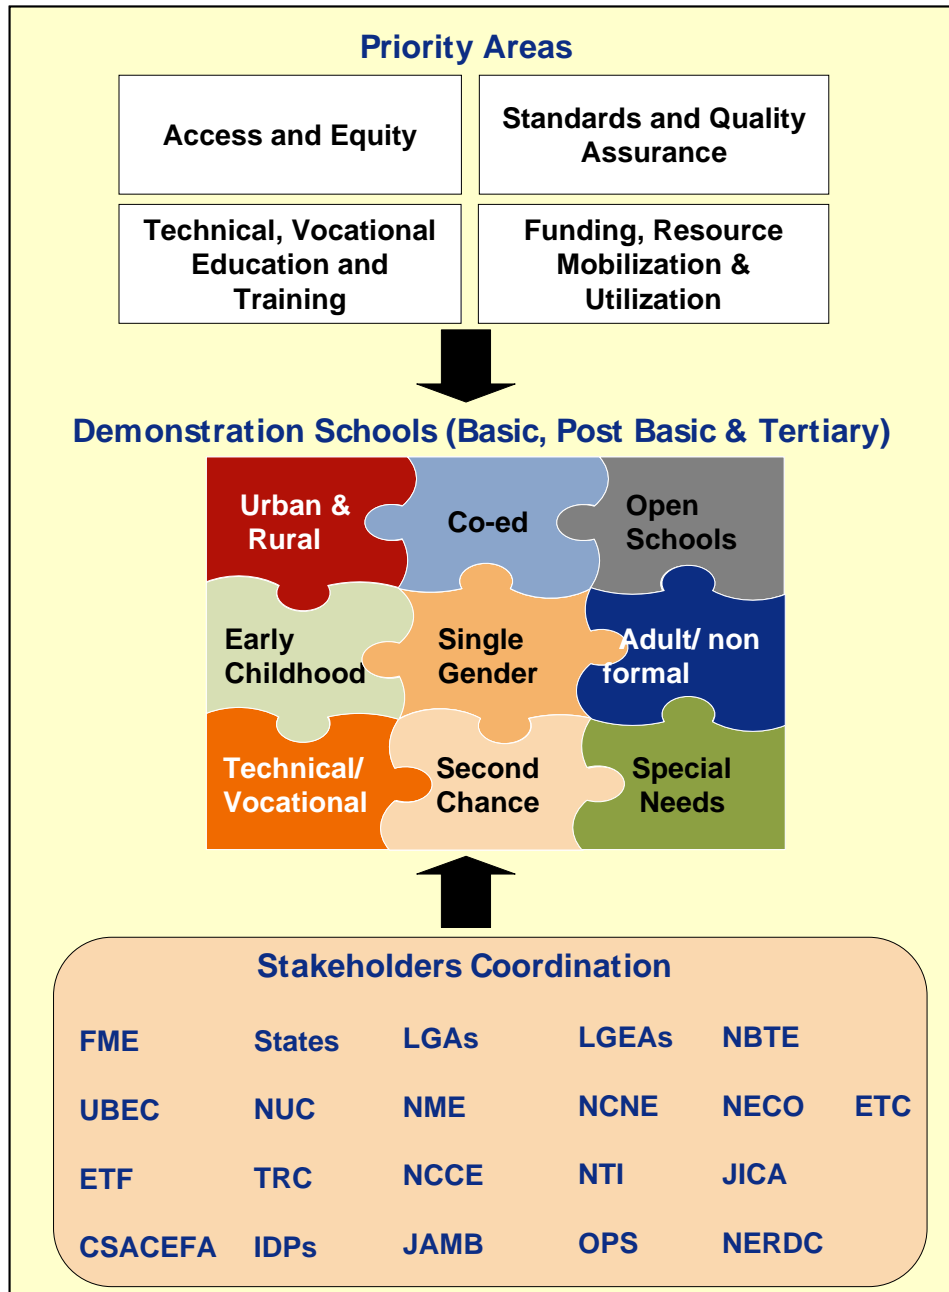 Priority Areas
Access and Equity
Standards and Quality
Assurance
Technical, Vocational
Education and
Training
Funding, Resource
Mobilization &
Utilization
Demonstration Schools (Basic, Post Basic & Tertiary)
Urban &
Rural
Co-ed
Open
Schools
Early
Childhood
Single
Gender
Adult/ non
formal
Technical/
Vocational
Second
Chance
Special
Needs
Stakeholders Coordination
FME States LGAs LGEAs NBTE
UBEC NUC NME NCNE NECO ETC
ETF TRC NCCE NTI JICA
CSACEFA IDPs JAMB OPS NERDC